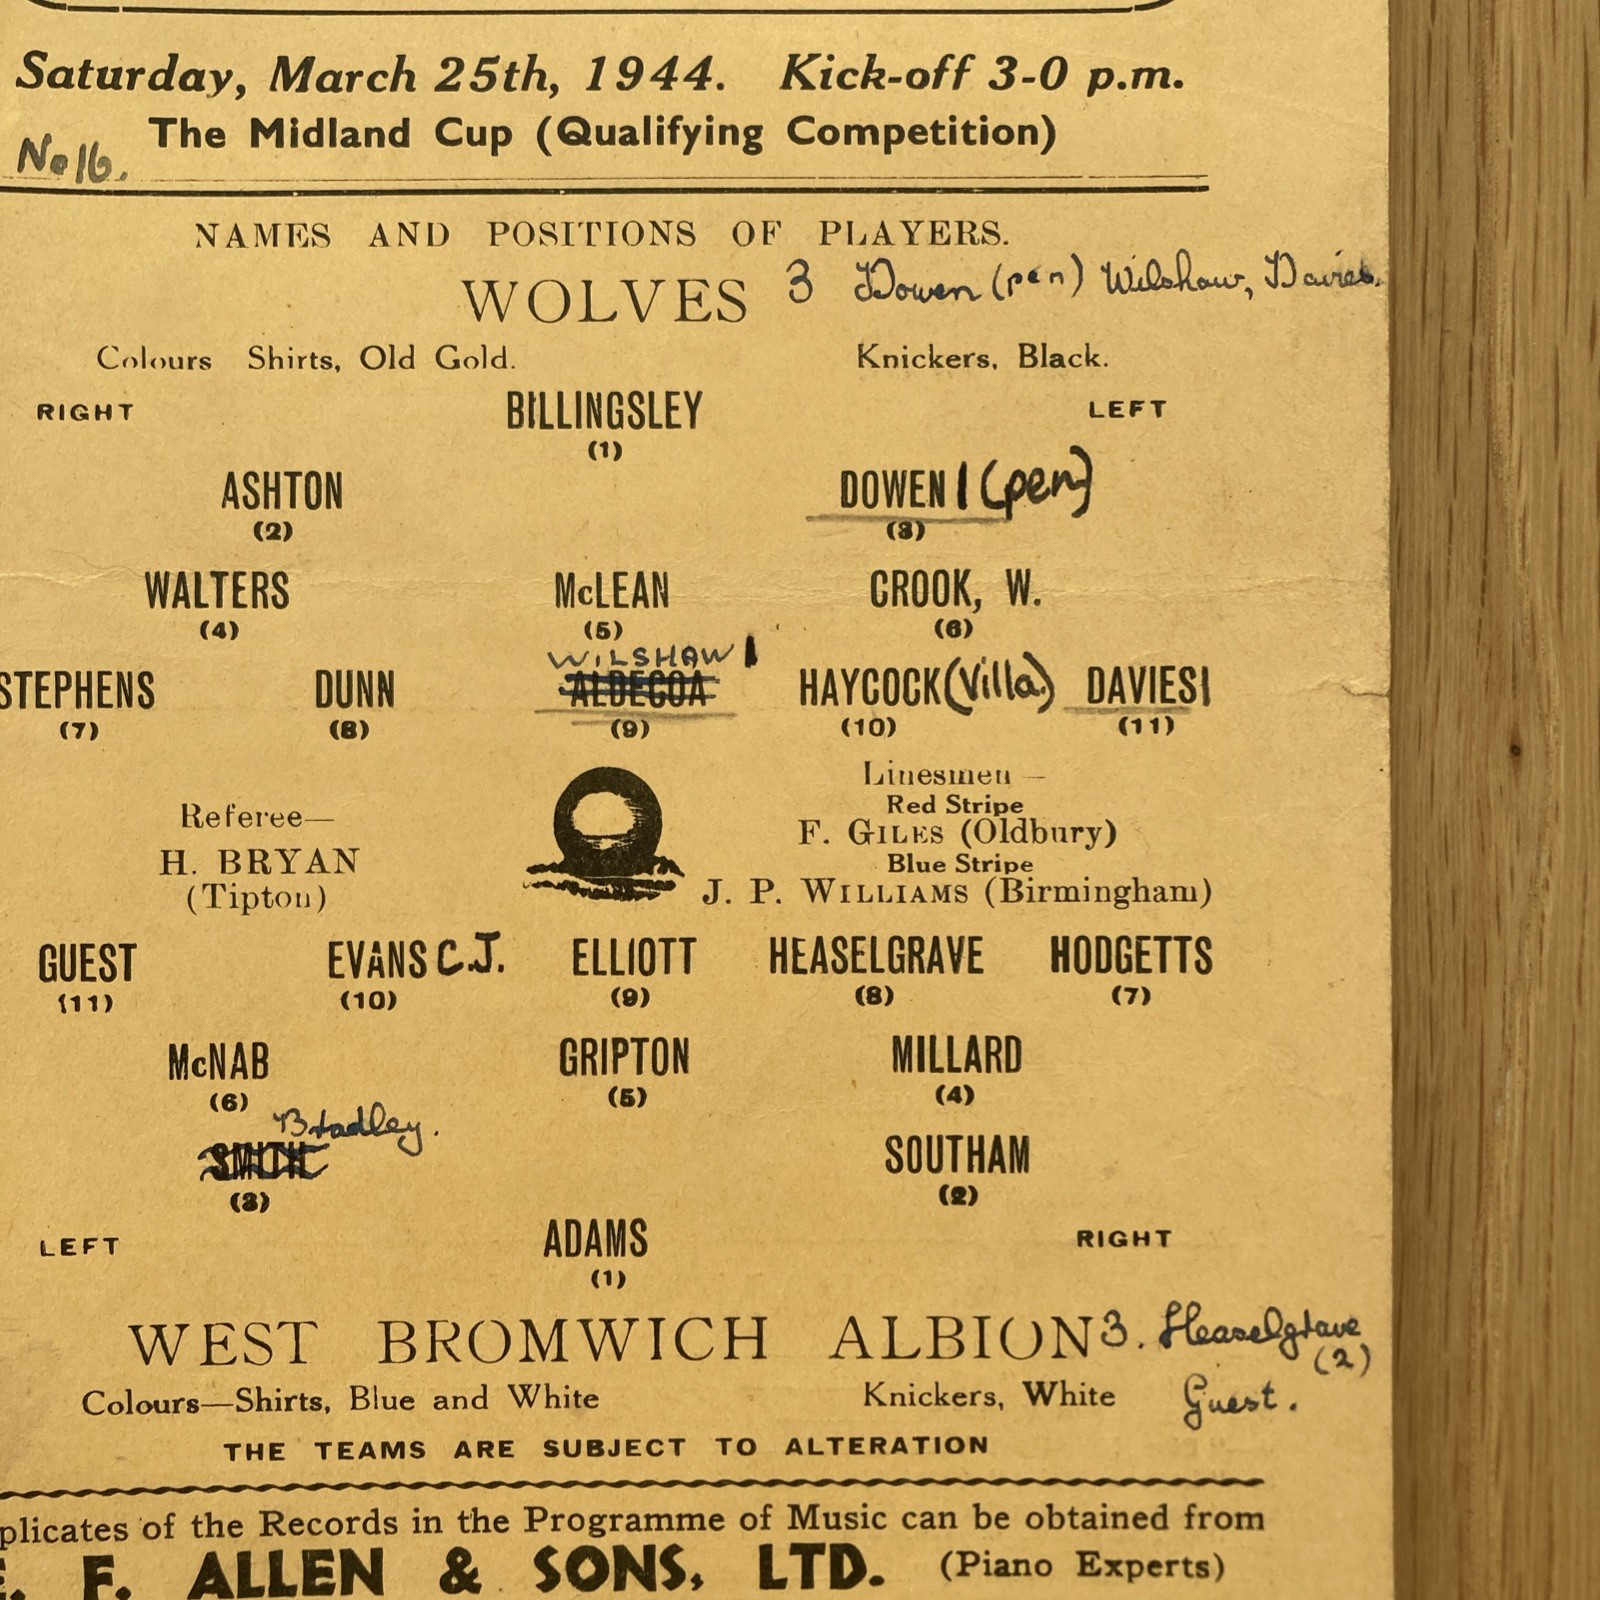 Saturday, March 25th, 1944. Kick-off 3-0 p.m.
The Midland Cup (Qualifying Competition)
No 16.
NAMES AND POSITIONS OF PLAYERS.
WOLVES 3 Dowen (pen) Wilshaw, Davies.
Colours Shirts, Old Gold. Knickers, Black.
RIGHT BILLINGSLEY LEFT
(1)
ASHTON DOWEN 1 (pen)
(2) (3)
WALTERS McLEAN CROOK, W.
(4) (5) (6)
WILSHAW 1
STEPHENS DUNN ALDECOA HAYCOCK (Villa) DAVIES 1
(7) (8) (9) (10) (11)
Linesmen —
Red Stripe
Referee— F. GILES (Oldbury)
H. BRYAN Blue Stripe
(Tipton) J. P. WILLIAMS (Birmingham)
GUEST EVANS C.J. ELLIOTT HEASELGRAVE HODGETTS
(11) (10) (9) (8) (7)
McNAB GRIPTON MILLARD
(6) (5) (4)
Bradley.
SMITH SOUTHAM
(3) (2)
LEFT ADAMS RIGHT
(1)
WEST BROMWICH ALBION 3. Heaselgrave
(2)
Colours—Shirts, Blue and White Knickers, White Guest.
THE TEAMS ARE SUBJECT TO ALTERATION
plicates of the Records in the Programme of Music can be obtained from
E. F. ALLEN & SONS, LTD. (Piano Experts)